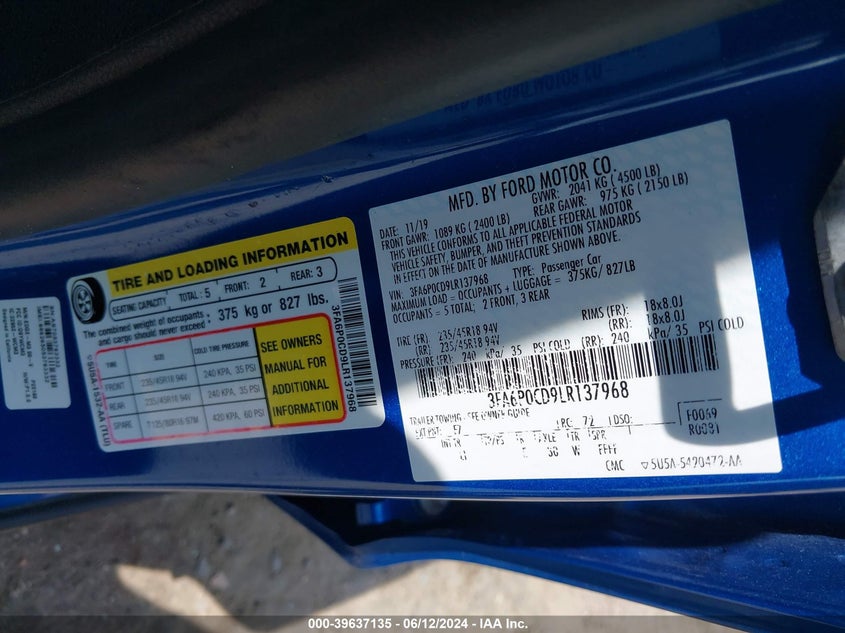 TIRE AND LOADING INFORMATION
SEATING CAPACITY TOTAL: 5 FRONT: 2 REAR: 3
The combined weight of occupants and cargo should never exceed: 375 kg or 827 lbs.
TIRE SIZE COLD TIRE PRESSURE
FRONT 235/45R18 94V 240 KPA, 35 PSI
REAR 235/45R18 94V 240 KPA, 35 PSI
SPARE T135/80R16 97M 420 KPA, 60 PSI
SEE OWNERS
MANUAL FOR
ADDITIONAL
INFORMATION
3FA6P0CD9LR137968
MFD. BY FORD MOTOR CO.
DATE: 11/19 GVWR: 2041 KG ( 4500 LB)
FRONT GAWR: 1089 KG ( 2400 LB) REAR GAWR: 975 KG ( 2150 LB)
THIS VEHICLE CONFORMS TO ALL APPLICABLE FEDERAL MOTOR
VEHICLE SAFETY, BUMPER, AND THEFT PREVENTION STANDARDS
IN EFFECT ON THE DATE OF MANUFACTURE SHOWN ABOVE.
VIN: 3FA6P0CD9LR137968 TYPE: Passenger Car
MAXIMUM LOAD = OCCUPANTS + LUGGAGE = 375KG/ 827LB
OCCUPANTS = 5 TOTAL; 2 FRONT, 3 REAR
TIRE (FR): 235/45R18 94V RIMS (FR): 18x8.0J
(RR): 235/45R18 94V (RR): 18x8.0J
PRESSURE (FR): 240 kPa/ 35 PSI COLD (RR): 240 kPa/ 35 PSI COLD
3FA6P0CD9LR137968
TRAILER TOWING - SEE OWNERS GUIDE
F0069
R0081
5U5A-5420472-AA
000-39637135 - 06/12/2024 - IAA Inc.